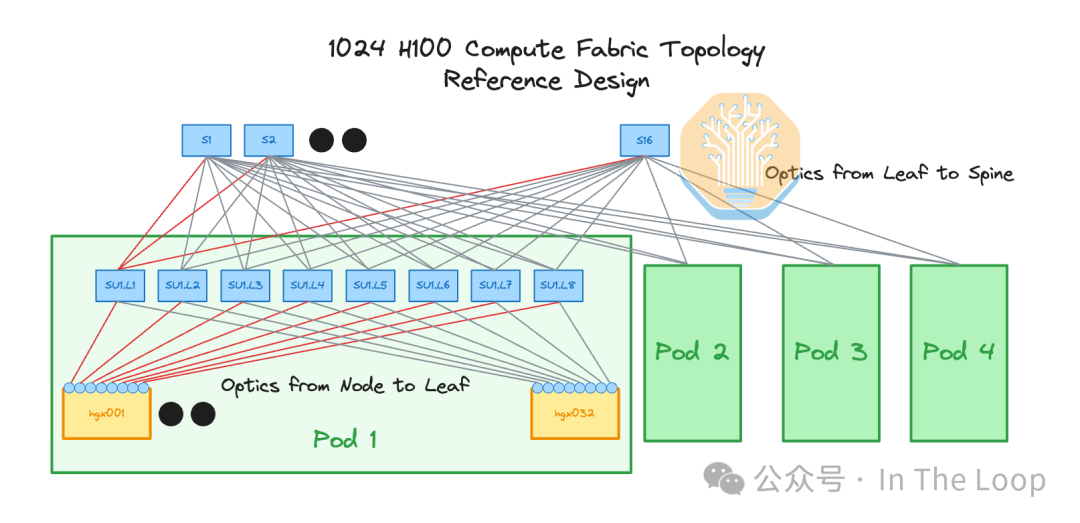 1024 H100 Compute Fabric Topology
Reference Design
S1
S2
S16
Optics from Leaf to Spine
SU1.L1
SU1.L2
SU1.L3
SU1.L4
SU1.L5
SU1.L6
SU1.L7
SU1.L8
Pod 2
Pod 3
Pod 4
Optics from Node to Leaf
hgx001
hgx032
Pod 1
公众号 · In The Loop